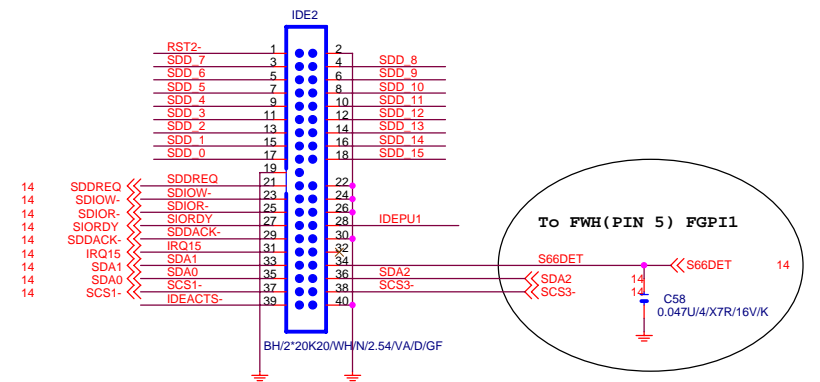 IDE2
RST2- 1 2
SDD_7 3 4 SDD_8
SDD_6 5 6 SDD_9
SDD_5 7 8 SDD_10
SDD_4 9 10 SDD_11
SDD_3 11 12 SDD_12
SDD_2 13 14 SDD_13
SDD_1 15 16 SDD_14
SDD_0 17 18 SDD_15
19
14 SDDREQ SDDREQ 21 22
14 SDIOW- SDIOW- 23 24
14 SDIOR- SDIOR- 25 26
14 SIORDY SIORDY 27 28 IDEPU1
14 SDDACK- SDDACK- 29 30
14 IRQ15 IRQ15 31 32
14 SDA1 SDA1 33 34 S66DET S66DET 14
14 SDA0 SDA0 35 36 SDA2 SDA2 14
14 SCS1- SCS1- 37 38 SCS3- SCS3- 14
IDEACTS- 39 40
To FWH(PIN 5) FGPI1
C58
0.047U/4/X7R/16V/K
BH/2*20K20/WH/N/2.54/VA/D/GF